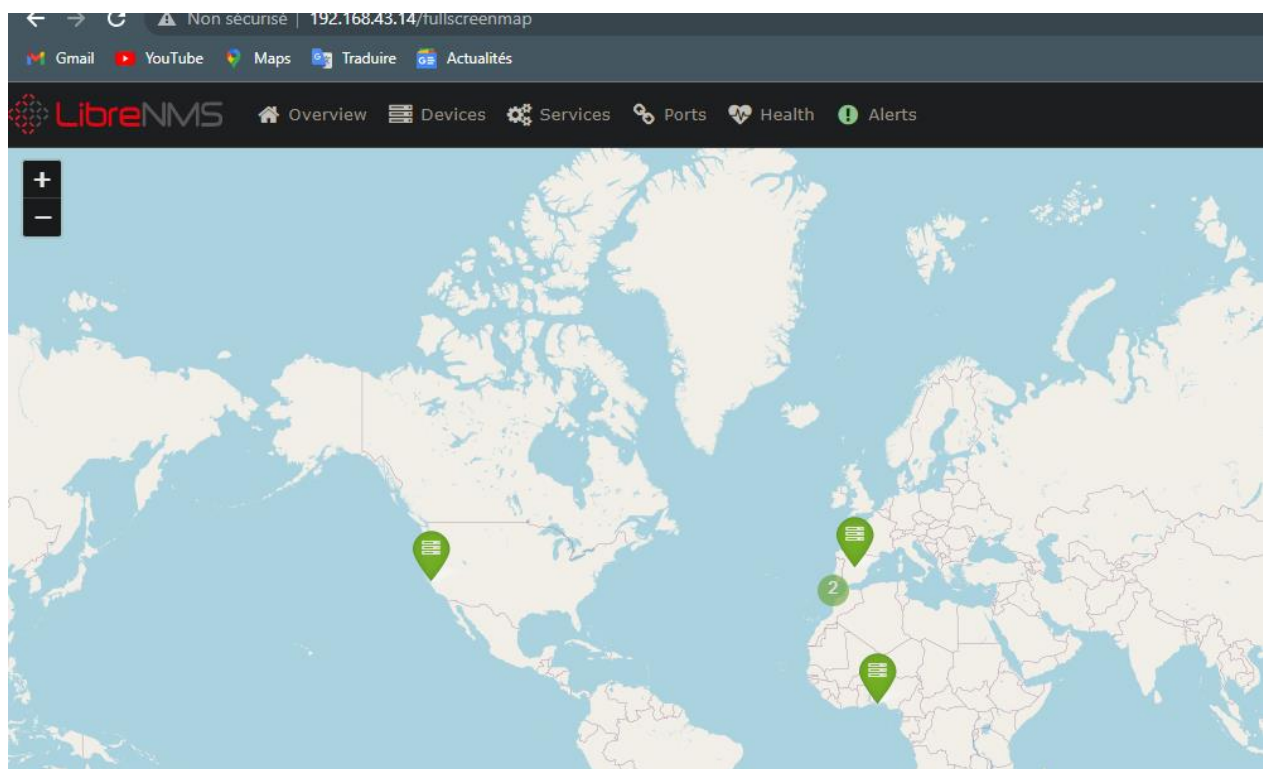 Non sécurisé | 192.168.43.14/fullscreenmap
Gmail YouTube Maps Traduire Actualités
LibreNMS Overview Devices Services Ports Health Alerts
+
−
2